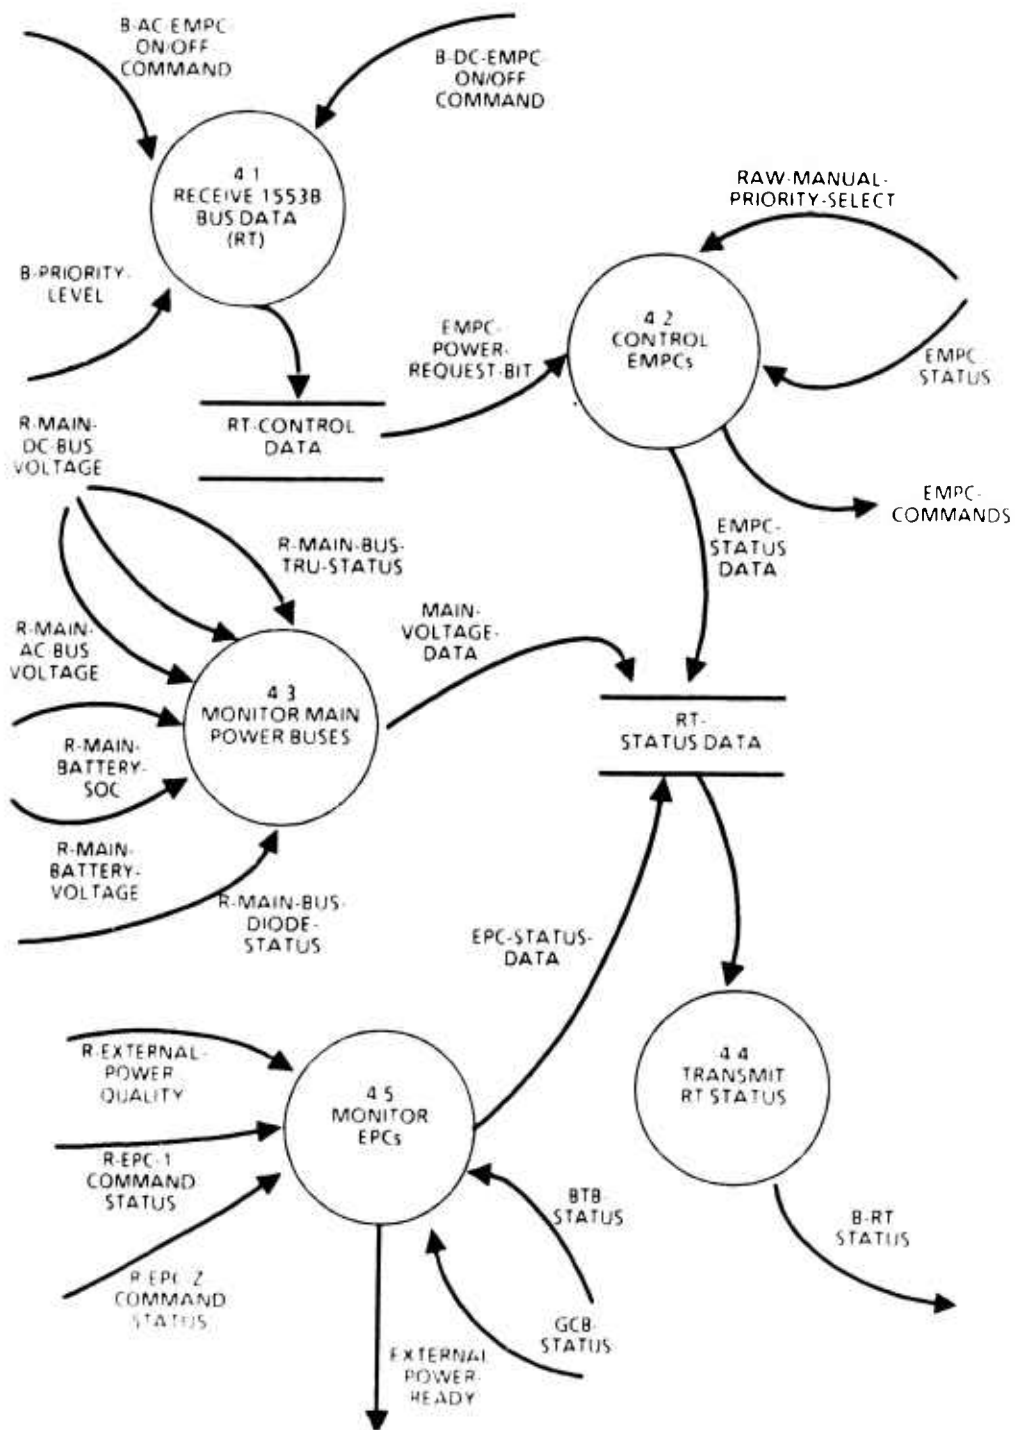 B-AC-EMPC-
ON/OFF-
COMMAND
B-DC-EMPC-
ON/OFF
COMMAND
4.1
RECEIVE 1553B
BUS DATA
(RT)
RAW-MANUAL-
PRIORITY-SELECT
B-PRIORITY-
LEVEL
EMPC-
POWER-
REQUEST-BIT
4.2
CONTROL
EMPCs
EMPC
STATUS
R-MAIN-
DC-BUS
VOLTAGE
RT-CONTROL
DATA
EMPC-
COMMANDS
R-MAIN-BUS-
TRU-STATUS
EMPC-
STATUS
DATA
R-MAIN-
AC-BUS
VOLTAGE
MAIN-
VOLTAGE-
DATA
4.3
MONITOR MAIN
POWER BUSES
RT-
STATUS DATA
R-MAIN-
BATTERY-
SOC
R-MAIN-
BATTERY-
VOLTAGE
R-MAIN-BUS-
DIODE-
STATUS
EPC-STATUS-
DATA
R-EXTERNAL-
POWER
QUALITY
4.5
MONITOR
EPCs
4.4
TRANSMIT
RT STATUS
R-EPC-1
COMMAND
STATUS
BTB-
STATUS
B-RT
STATUS
R-EPC-2
COMMAND
STATUS
GCB-
STATUS
EXTERNAL
POWER-
READY